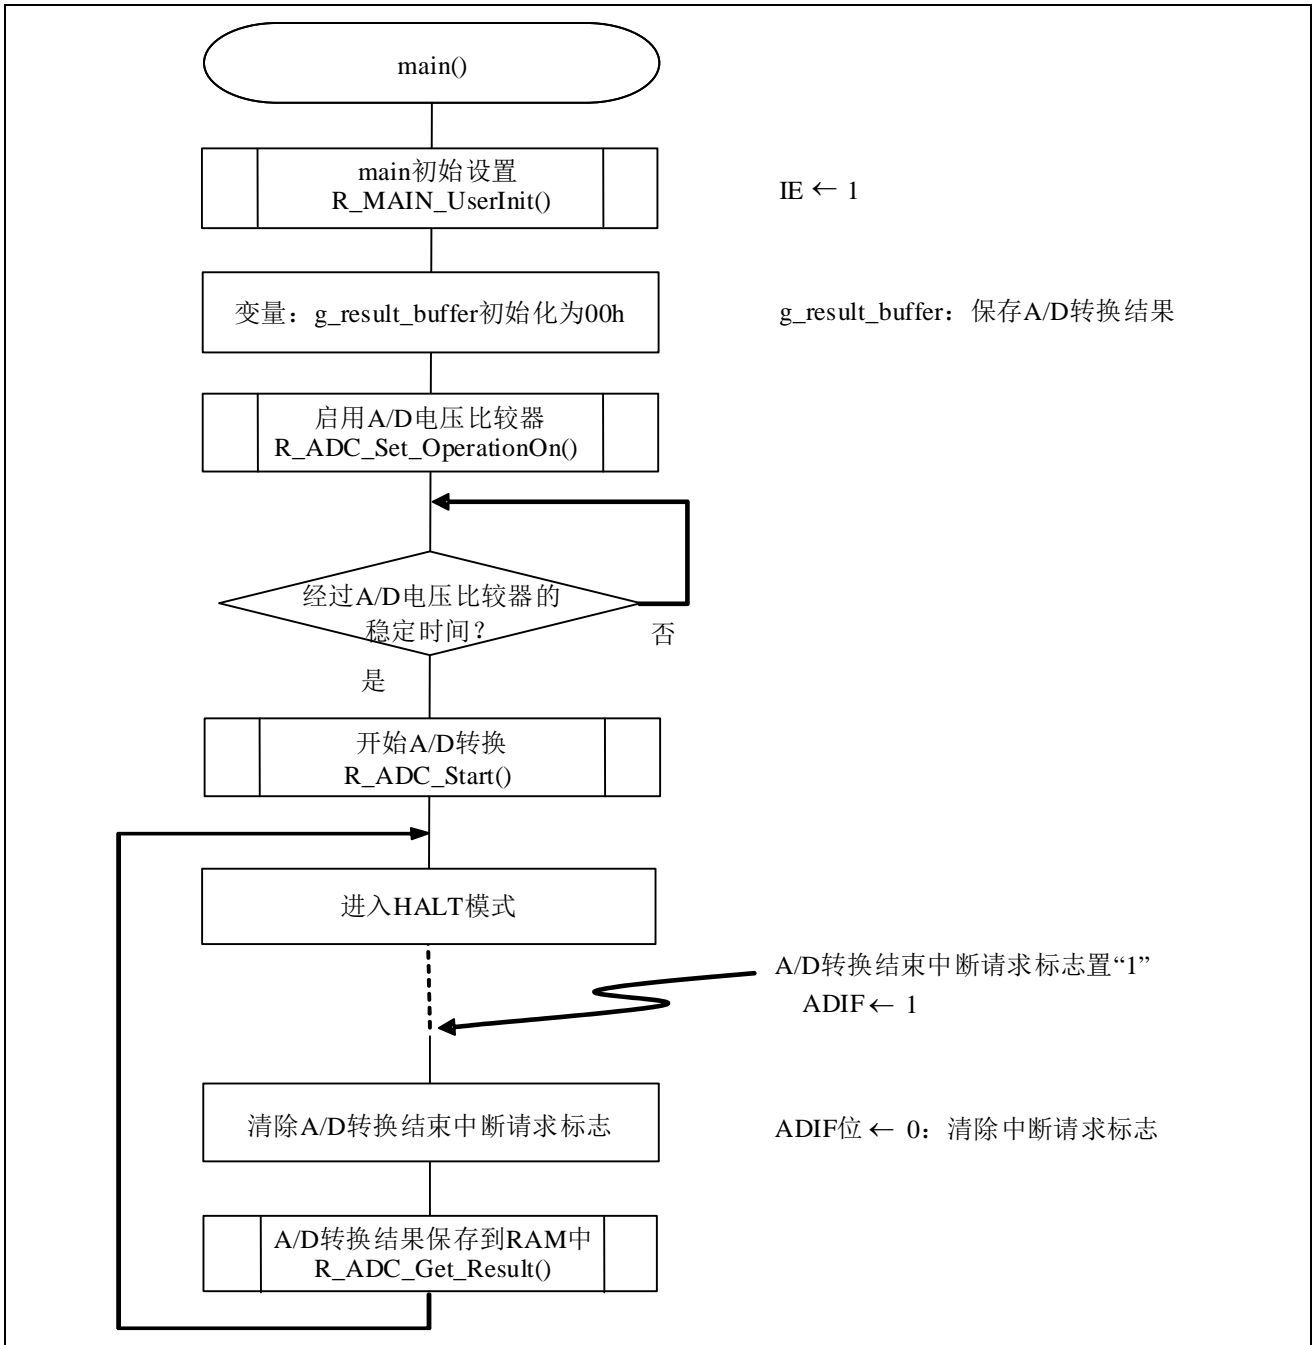 main()
main初始设置
R_MAIN_UserInit()
IE ← 1
变量：g_result_buffer初始化为00h
g_result_buffer：保存A/D转换结果
启用A/D电压比较器
R_ADC_Set_OperationOn()
经过A/D电压比较器的
稳定时间？
否
是
开始A/D转换
R_ADC_Start()
进入HALT模式
A/D转换结束中断请求标志置“1”
ADIF← 1
清除A/D转换结束中断请求标志
ADIF位 ← 0：清除中断请求标志
A/D转换结果保存到RAM中
R_ADC_Get_Result()